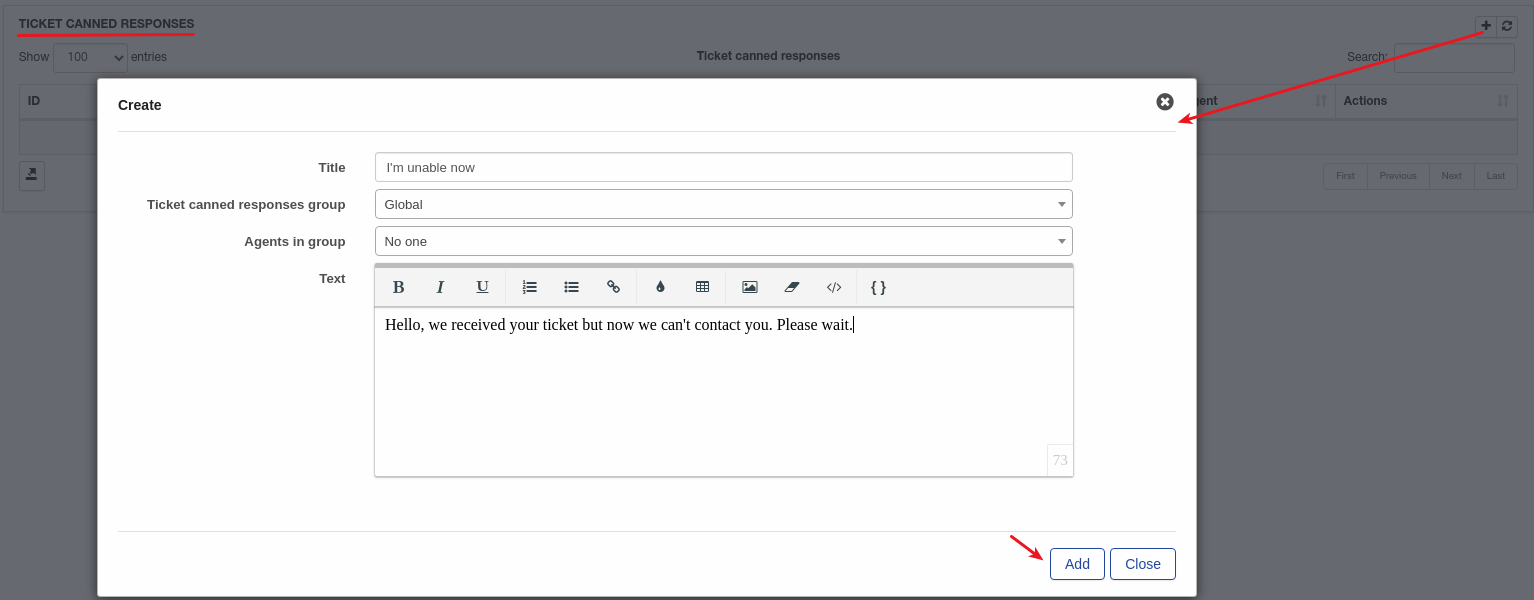 TICKET CANNED RESPONSES
Show 100 entries
Ticket canned responses
Search:
ID
Actions
Create
Title
I'm unable now
Ticket canned responses group
Global
Agents in group
No one
Text
B I U </> { }
Hello, we received your ticket but now we can't contact you. Please wait.
73
First Previous Next Last
Add Close